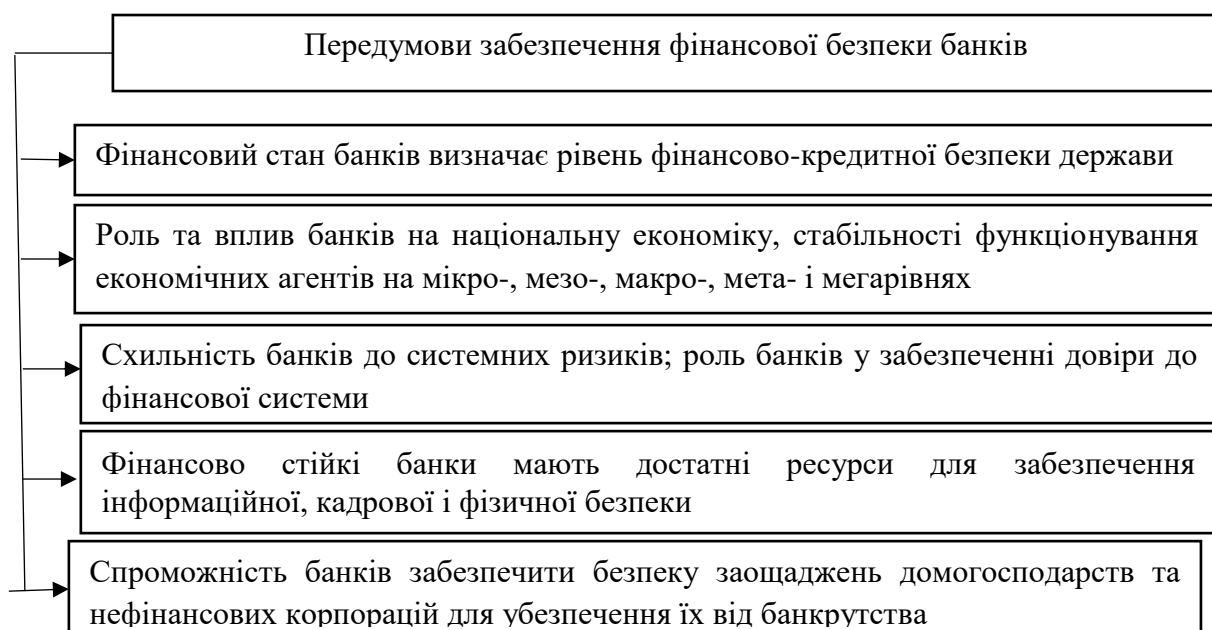 Передумови забезпечення фінансової безпеки банків
Фінансовий стан банків визначає рівень фінансово-кредитної безпеки держави
Роль та вплив банків на національну економіку, стабільності функціонування
економічних агентів на мікро-, мезо-, макро-, мета- і мегарівнях
Схильність банків до системних ризиків; роль банків у забезпеченні довіри до
фінансової системи
Фінансово стійкі банки мають достатні ресурси для забезпечення
інформаційної, кадрової і фізичної безпеки
Спроможність банків забезпечити безпеку заощаджень домогосподарств та
нефінансових корпорацій для убезпечення їх від банкрутства